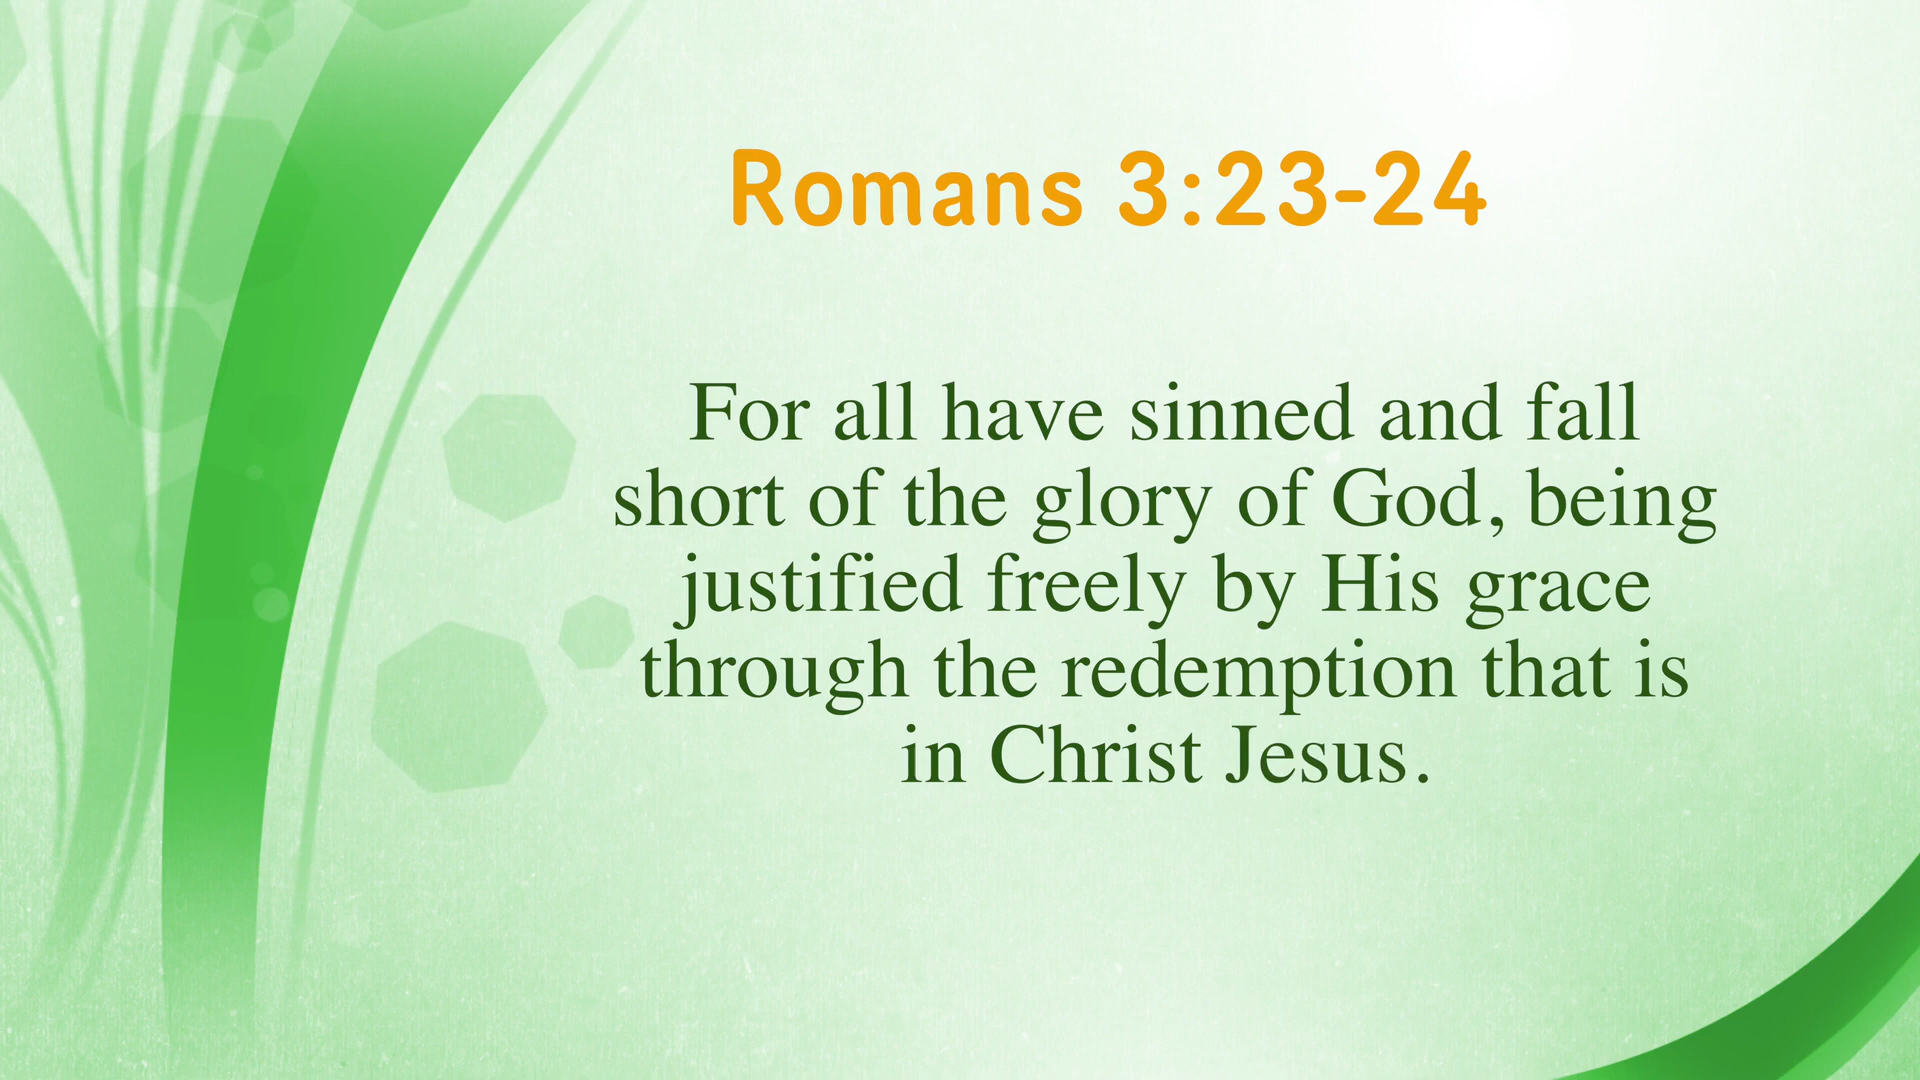 Romans 3:23-24
For all have sinned and fall
short of the glory of God, being
justified freely by His grace
through the redemption that is
in Christ Jesus.